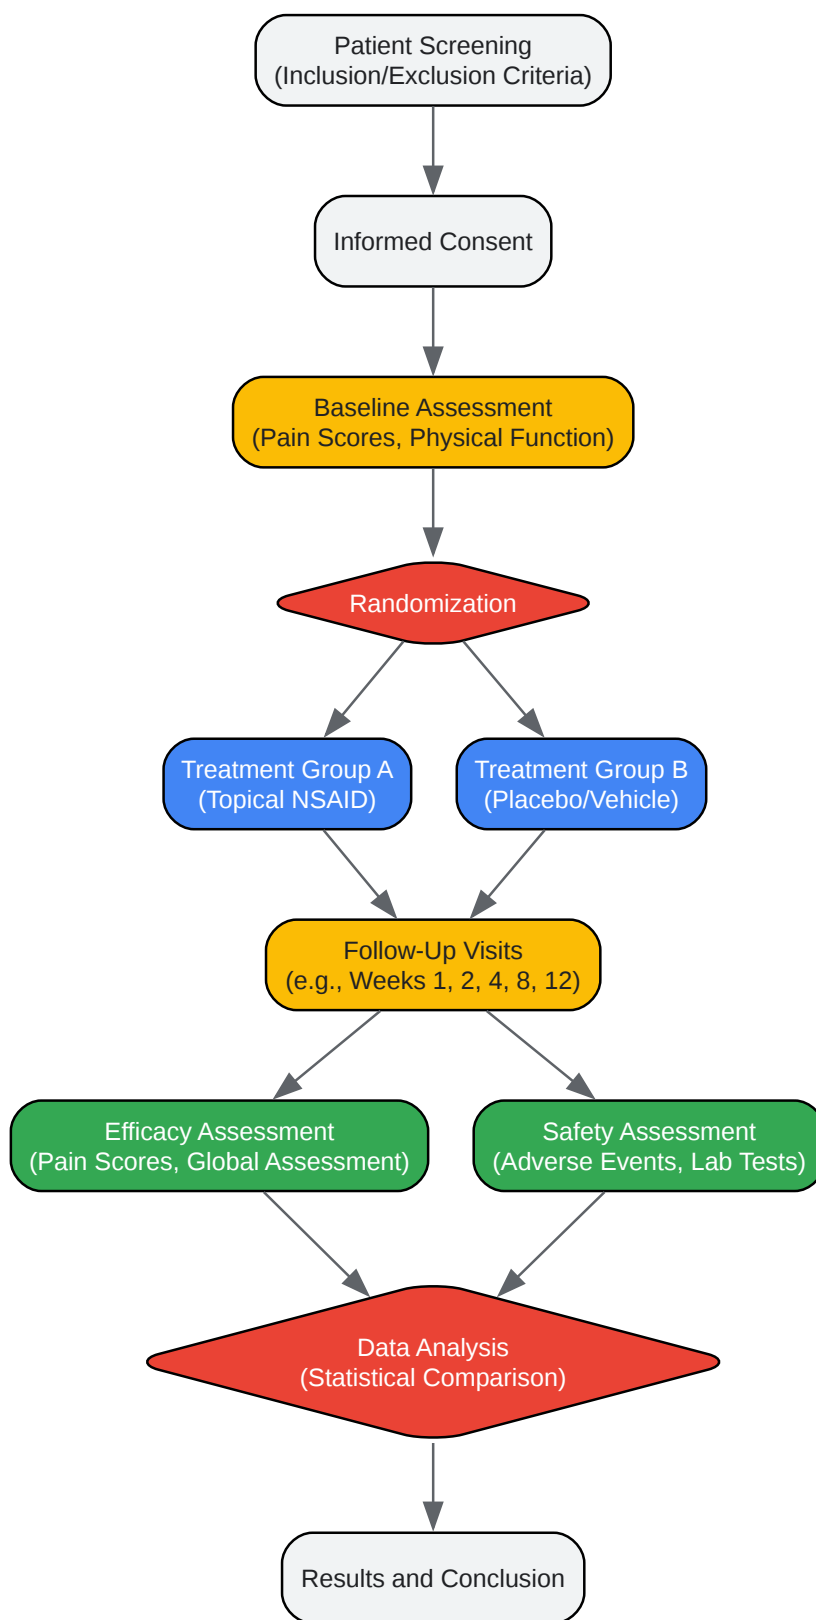 Patient Screening
(Inclusion/Exclusion Criteria)
Informed Consent
Baseline Assessment
(Pain Scores, Physical Function)
Randomization
Treatment Group A
(Topical NSAID)
Treatment Group B
(Placebo/Vehicle)
Follow-Up Visits
(e.g., Weeks 1, 2, 4, 8, 12)
Efficacy Assessment
(Pain Scores, Global Assessment)
Safety Assessment
(Adverse Events, Lab Tests)
Data Analysis
(Statistical Comparison)
Results and Conclusion